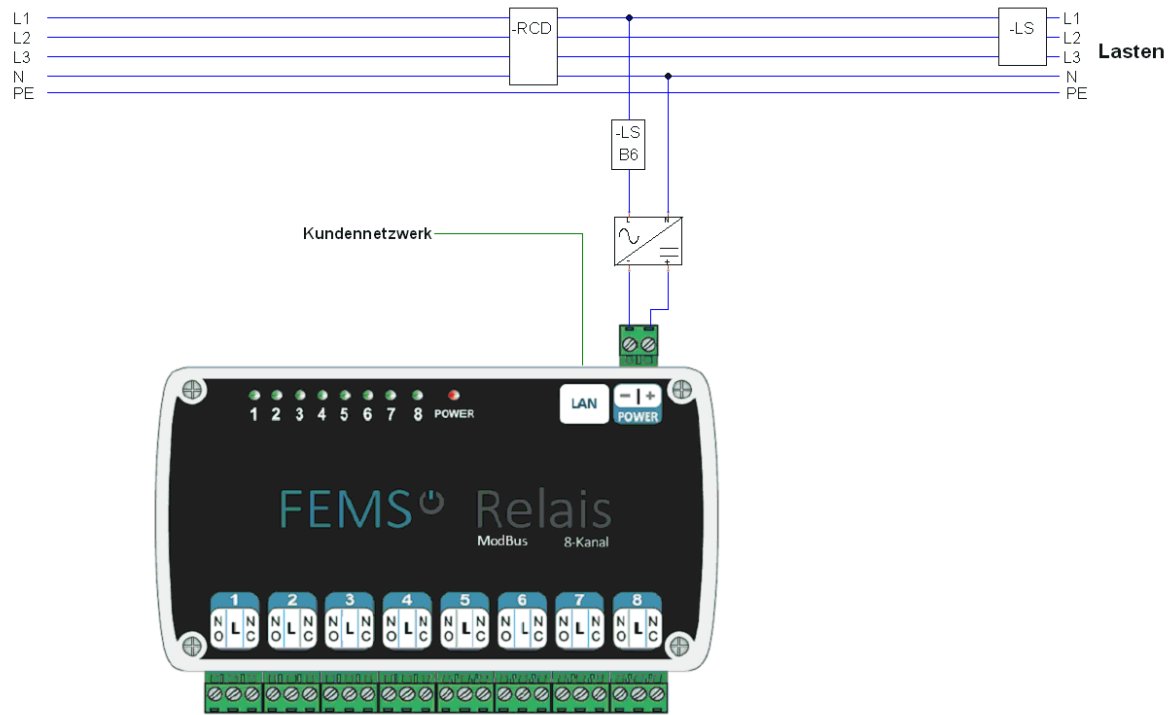 L1
L2
L3
N
PE
-RCD
-LS
L1
L2
L3
N
PE
Lasten
-LS
B6
L
N
- +
Kundennetzwerk
1 2 3 4 5 6 7 8 POWER
LAN
- | +
POWER
FEMS Relais
ModBus 8-Kanal
1 2 3 4 5 6 7 8
NO L NC NO L NC NO L NC NO L NC NO L NC NO L NC NO L NC NO L NC